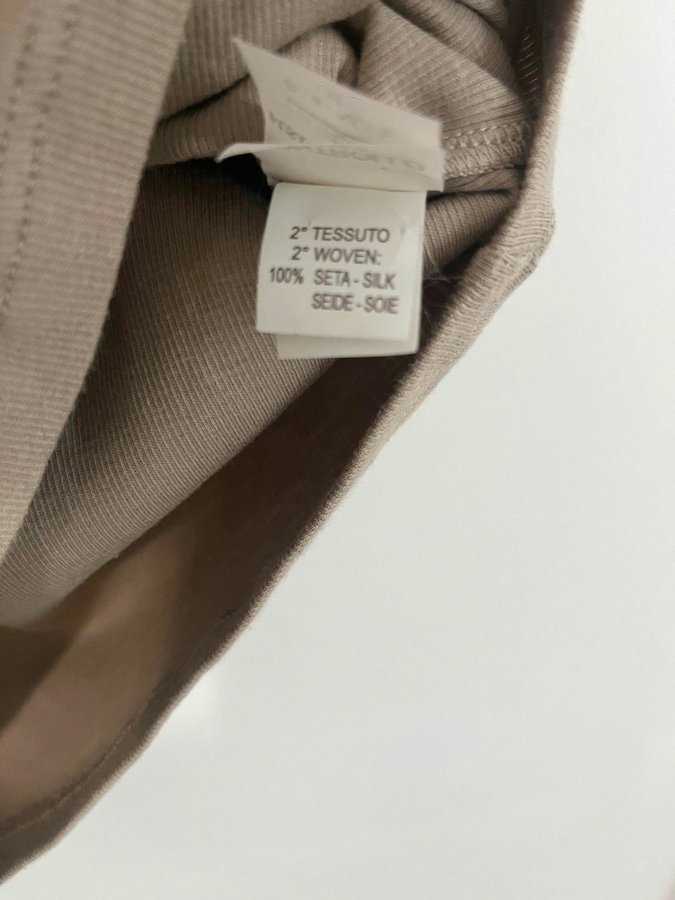 2° TESSUTO
2° WOVEN:
100% SETA - SILK
SEIDE - SOIE